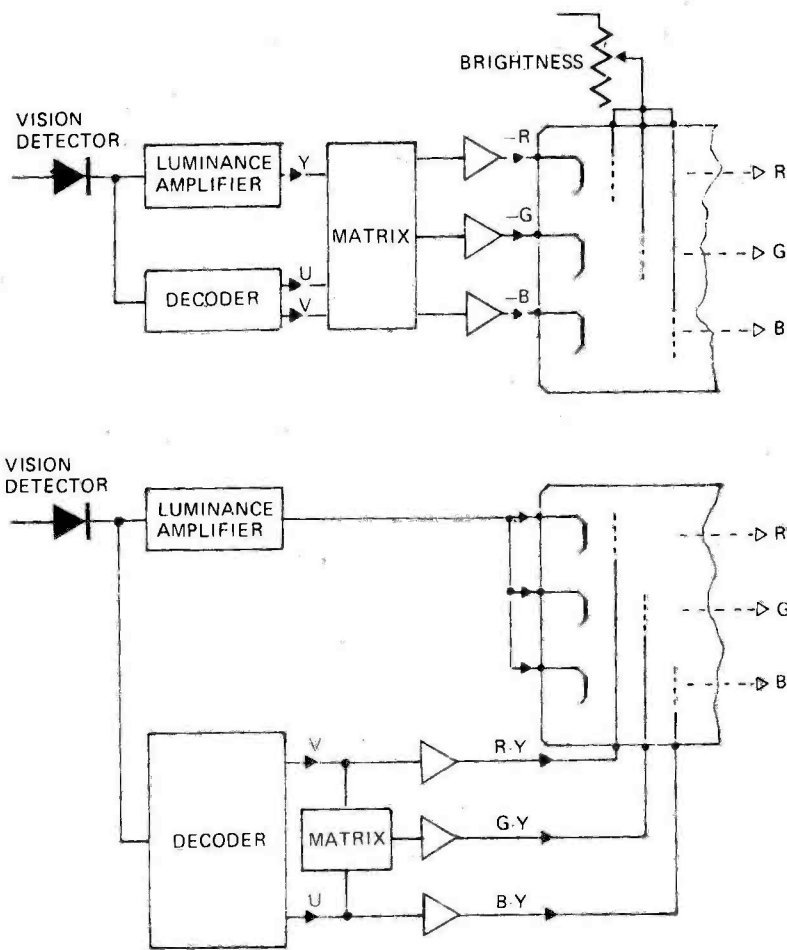 BRIGHTNESS
VISION
DETECTOR
LUMINANCE
AMPLIFIER
Y
MATRIX
DECODER
U
V
–R
–G
–B
R
G
B
VISION
DETECTOR
LUMINANCE
AMPLIFIER
R'
G
B
DECODER
V
MATRIX
U
R-Y
G-Y
B-Y